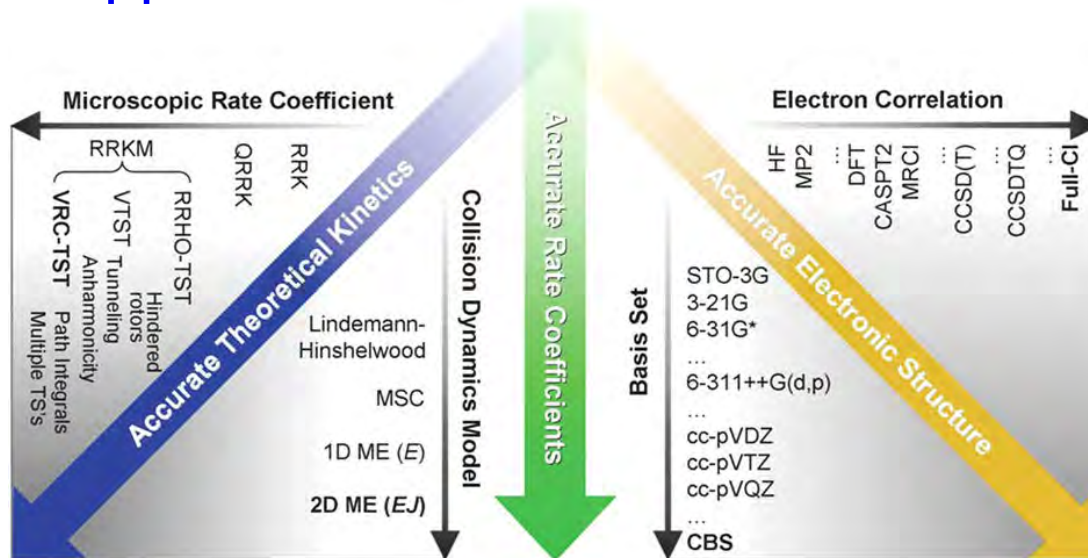 Microscopic Rate Coefficient
RRKM
VRC-TST
VTST
RRHO-TST
QRRK
RRK
Multiple TS's
Path Integrals
Anharmonicity
Tunneling
Hindered
rotors
Accurate Theoretical Kinetics
Collision Dynamics Model
Lindemann-
Hinshelwood
MSC
1D ME (E)
2D ME (EJ)
Accurate Rate Coefficients
Electron Correlation
HF
MP2
...
DFT
CASPT2
MRCI
...
CCSD(T)
...
CCSDTQ
...
Full-CI
Accurate Electronic Structure
Basis Set
STO-3G
3-21G
6-31G*
...
6-311++G(d,p)
...
cc-pVDZ
cc-pVTZ
cc-pVQZ
...
CBS